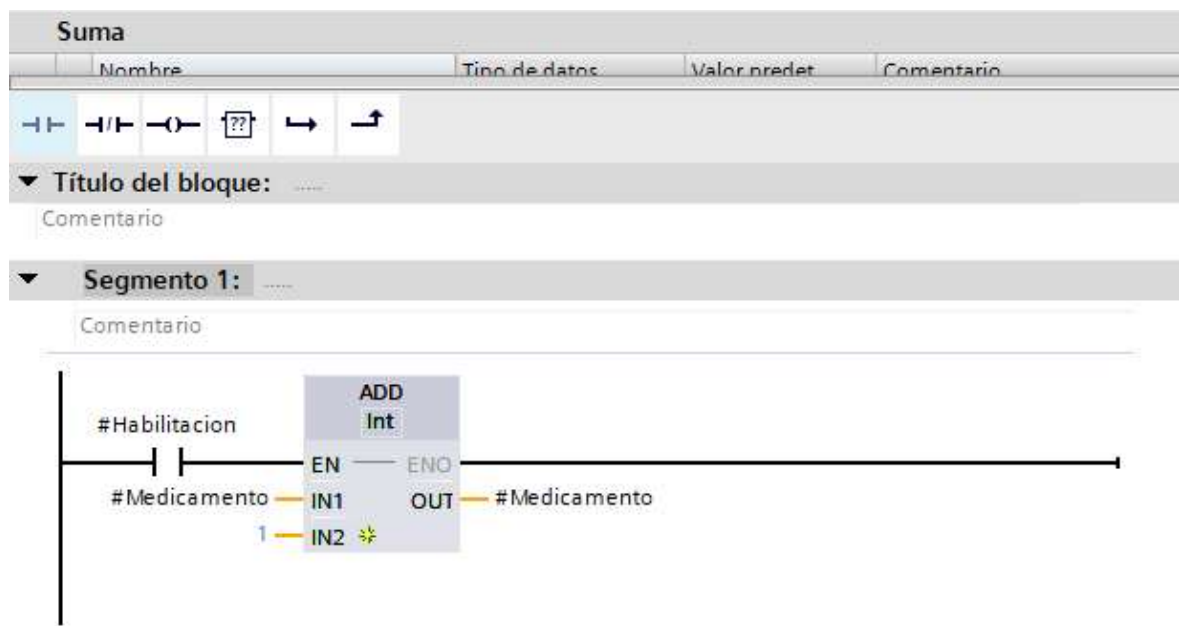 Suma
Nombre Tipo de datos Valor predet Comentario
??
Título del bloque: ......
Comentario
Segmento 1: ......
Comentario
ADD
Int
#Habilitacion
EN ENO
#Medicamento IN1 OUT #Medicamento
1 IN2